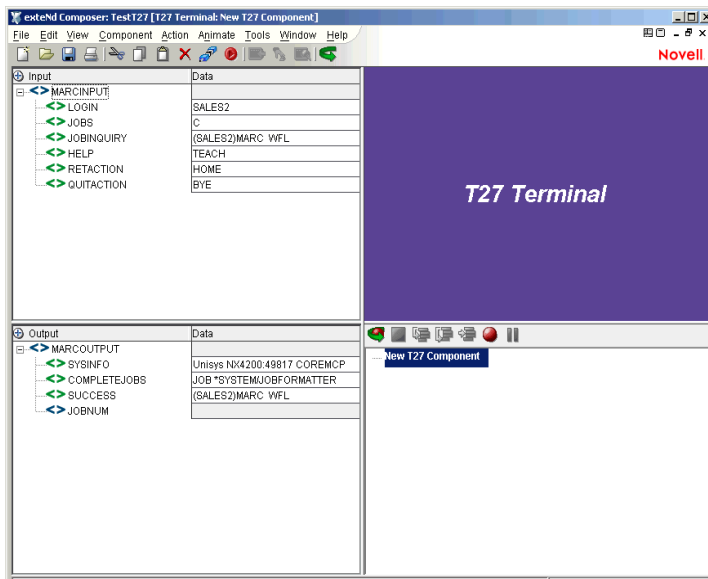 exteNd Composer: TestT27 [T27 Terminal: New T27 Component]
File Edit View Component Action Animate Tools Window Help
Novell
Input Data
MARCINPUT
LOGIN SALES2
JOBS C
JOBINQUIRY (SALES2)MARC WFL
HELP TEACH
RETACTION HOME
QUITACTION BYE
T27 Terminal
Output Data
MARCOUTPUT
SYSINFO Unisys NX4200:49817 COREMCP
COMPLETEJOBS JOB *SYSTEM/JOBFORMATTER
SUCCESS (SALES2)MARC WFL
JOBNUM
New T27 Component